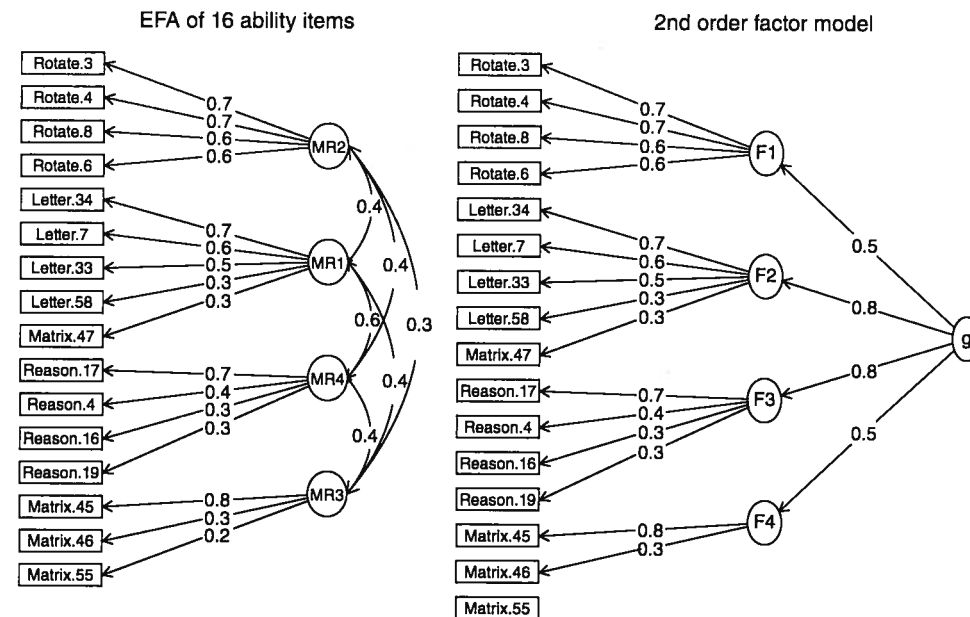 EFA of 16 ability items
Rotate.3
Rotate.4
Rotate.8
Rotate.6
Letter.34
Letter.7
Letter.33
Letter.58
Matrix.47
Reason.17
Reason.4
Reason.16
Reason.19
Matrix.45
Matrix.46
Matrix.55
0.7
0.7
0.6
0.6
0.7
0.6
0.5
0.3
0.3
0.7
0.4
0.3
0.3
0.8
0.3
0.2
MR2
MR1
MR4
MR3
0.4
0.4
0.6
0.3
0.4
0.4
2nd order factor model
Rotate.3
Rotate.4
Rotate.8
Rotate.6
Letter.34
Letter.7
Letter.33
Letter.58
Matrix.47
Reason.17
Reason.4
Reason.16
Reason.19
Matrix.45
Matrix.46
Matrix.55
0.7
0.7
0.6
0.6
0.7
0.6
0.5
0.3
0.3
0.7
0.4
0.3
0.3
0.8
0.3
F1
F2
F3
F4
0.5
0.8
0.8
0.5
g